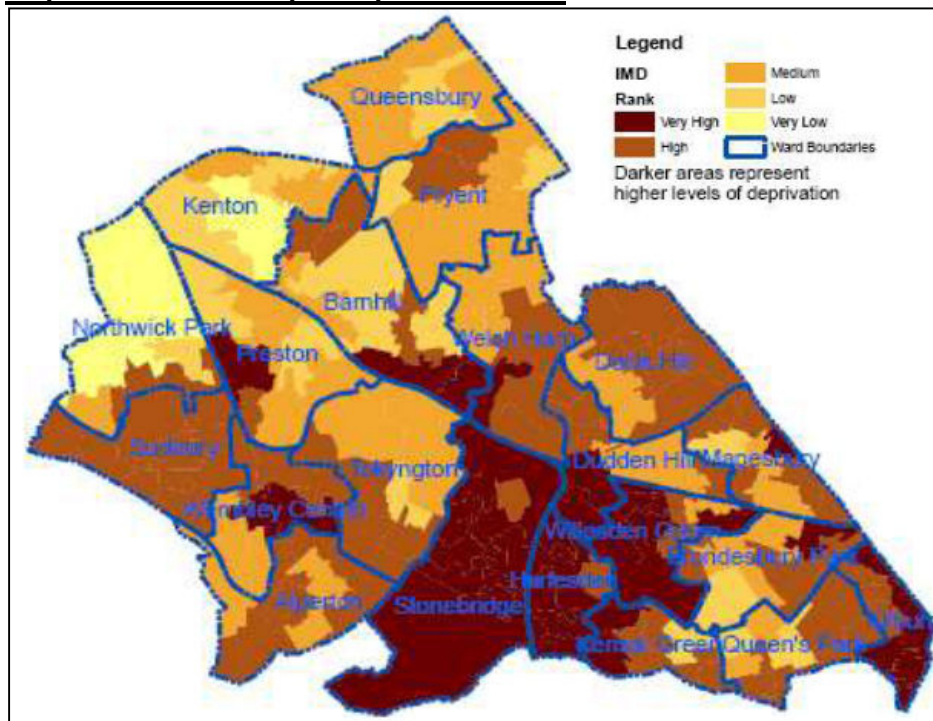 Legend
IMD
Rank
Very High
High
Medium
Low
Very Low
Ward Boundaries
Darker areas represent
higher levels of deprivation
Queensbury
Fryent
Kenton
Barnhill
Northwick Park
Preston
Welsh Harp
Dollis Hill
Sudbury
Tokyngton
Dudden Hill
Mapesbury
Wembley Central
Willesden Green
Brondesbury Park
Alperton
Stonebridge
Harlesden
Kensal Green
Queen's Park
Kilburn